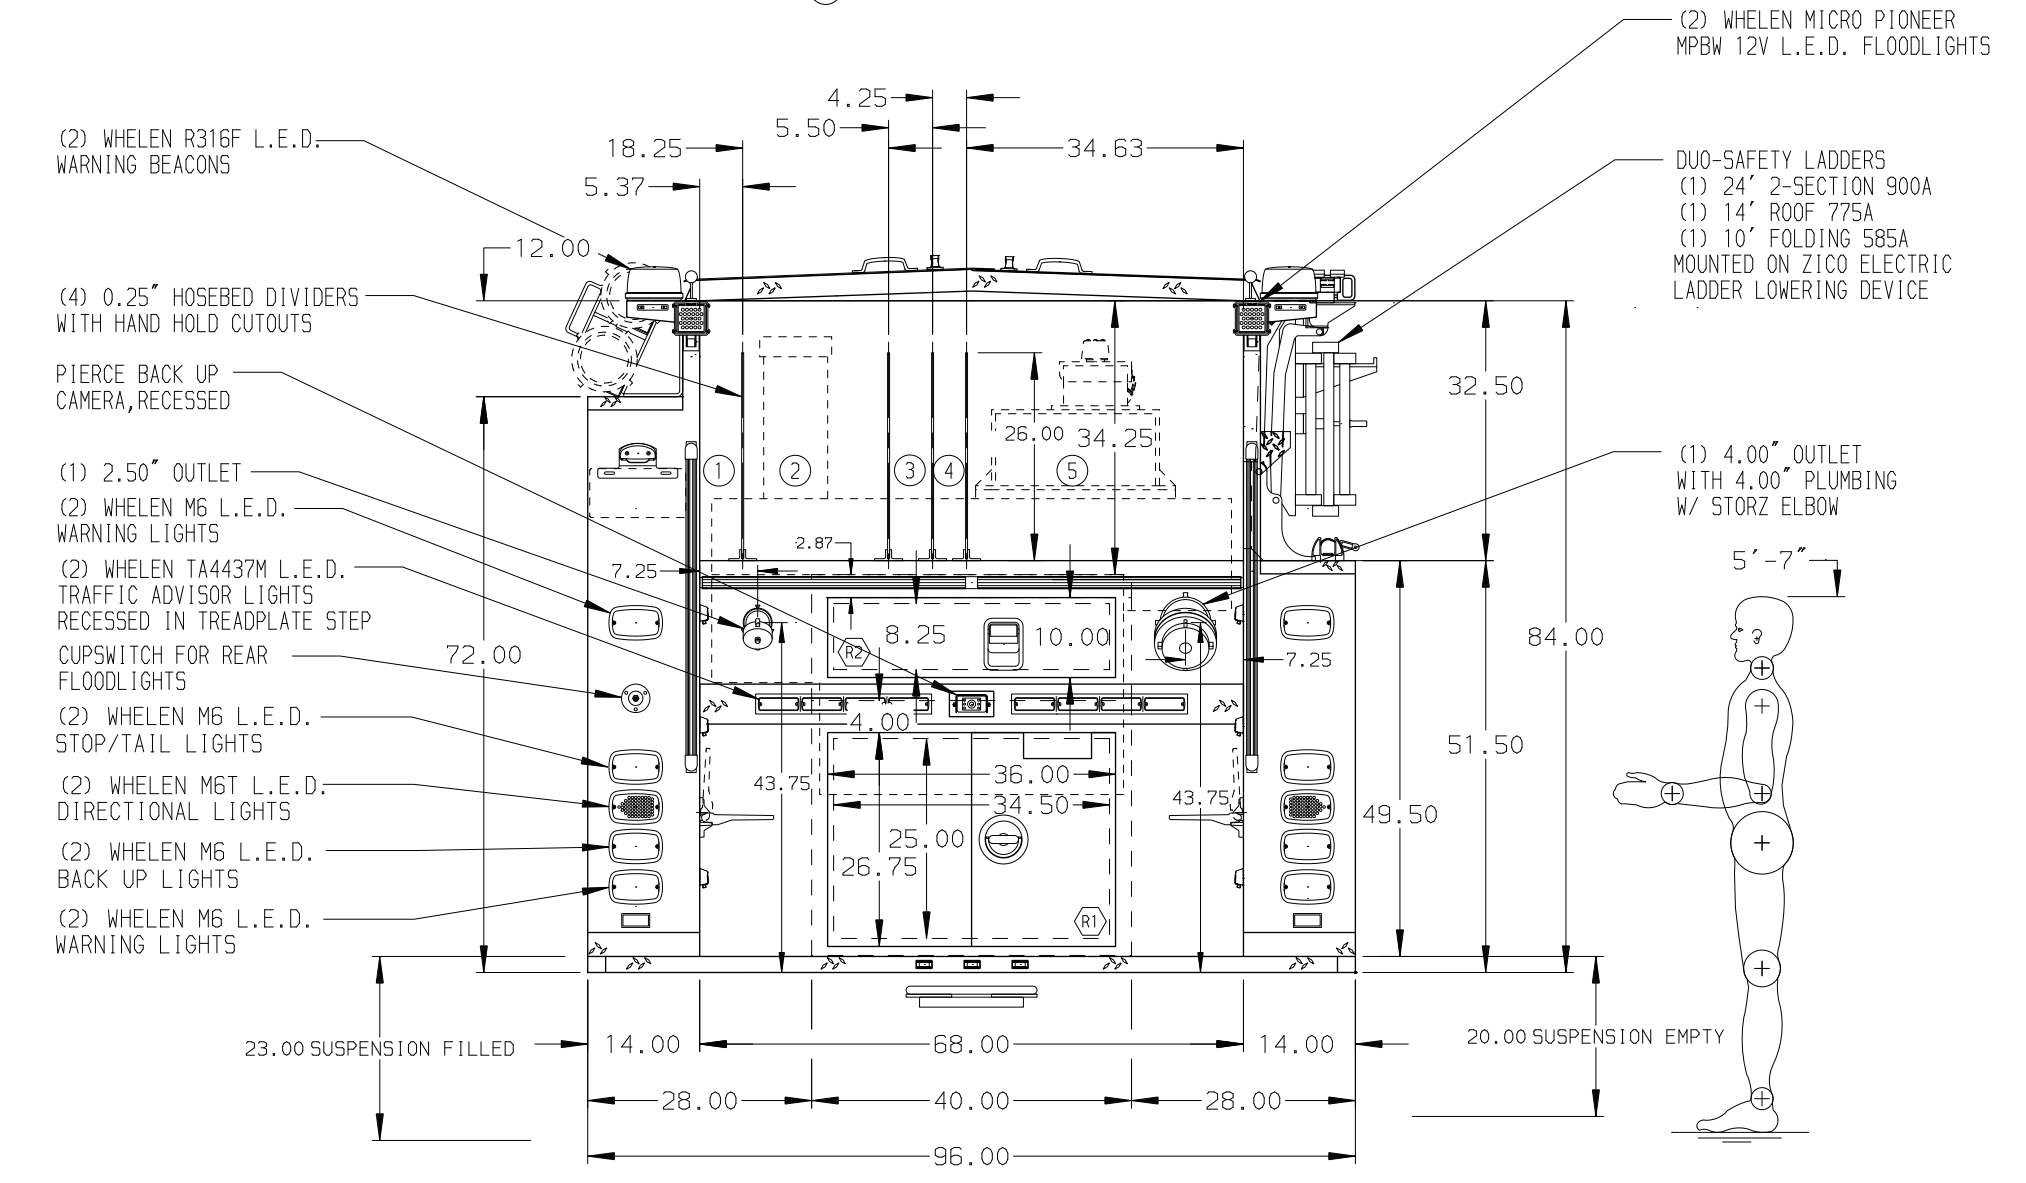 (2) WHELEN MICRO PIONEER
MPBW 12V L.E.D. FLOODLIGHTS
4.25
5.50
18.25
34.63
5.37
(2) WHELEN R316F L.E.D.
WARNING BEACONS
DUO-SAFETY LADDERS
(1) 24' 2-SECTION 900A
(1) 14' ROOF 775A
(1) 10' FOLDING 585A
MOUNTED ON ZICO ELECTRIC
LADDER LOWERING DEVICE
12.00
(4) 0.25" HOSEBED DIVIDERS
WITH HAND HOLD CUTOUTS
PIERCE BACK UP
CAMERA,RECESSED
32.50
26.00
34.25
1
2
3
4
5
(1) 4.00" OUTLET
WITH 4.00" PLUMBING
W/ STORZ ELBOW
(1) 2.50" OUTLET
(2) WHELEN M6 L.E.D.
WARNING LIGHTS
2.87
7.25
5'-7"
(2) WHELEN TA4437M L.E.D.
TRAFFIC ADVISOR LIGHTS
RECESSED IN TREADPLATE STEP
8.25
10.00
84.00
R2
72.00
7.25
CUPSWITCH FOR REAR
FLOODLIGHTS
4.00
(2) WHELEN M6 L.E.D.
STOP/TAIL LIGHTS
51.50
36.00
43.75
43.75
34.50
(2) WHELEN M6T L.E.D.
DIRECTIONAL LIGHTS
49.50
25.00
26.75
(2) WHELEN M6 L.E.D.
BACK UP LIGHTS
R1
(2) WHELEN M6 L.E.D.
WARNING LIGHTS
23.00 SUSPENSION FILLED
14.00
68.00
14.00
20.00 SUSPENSION EMPTY
28.00
40.00
28.00
96.00